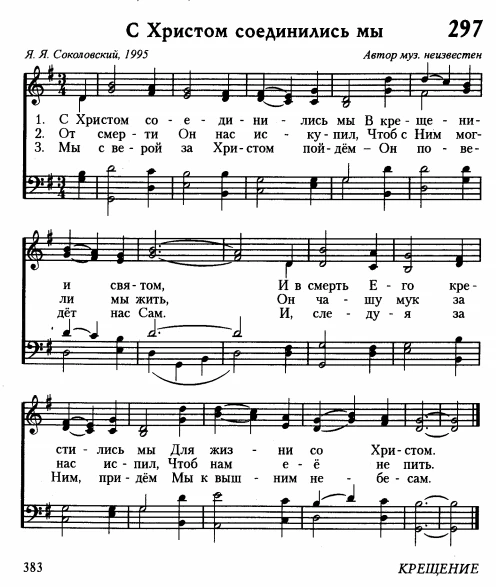 С Христом соединились мы 297
Я. Я. Соколовский, 1995 Автор муз. неизвестен
1. С Христом со - е - ди - ни - лись мы В кре - ще - ни-
2. От смер - ти Он нас ис - ку - пил, Чтоб с Ним мог-
3. Мы с ве - рой за Хри - стом пой - дём – Он по - ве-
и свя - том, И в смерть Е - го кре-
ли мы жить, Он ча - шу мук за
дёт нас Сам. И, сле - ду - я за
сти - лись мы Для жиз - ни со Хри - стом.
нас ис - пил, Чтоб нам е - ё не пить.
Ним, при - дём Мы к выш - ним не - бе - сам.
383 КРЕЩЕНИЕ